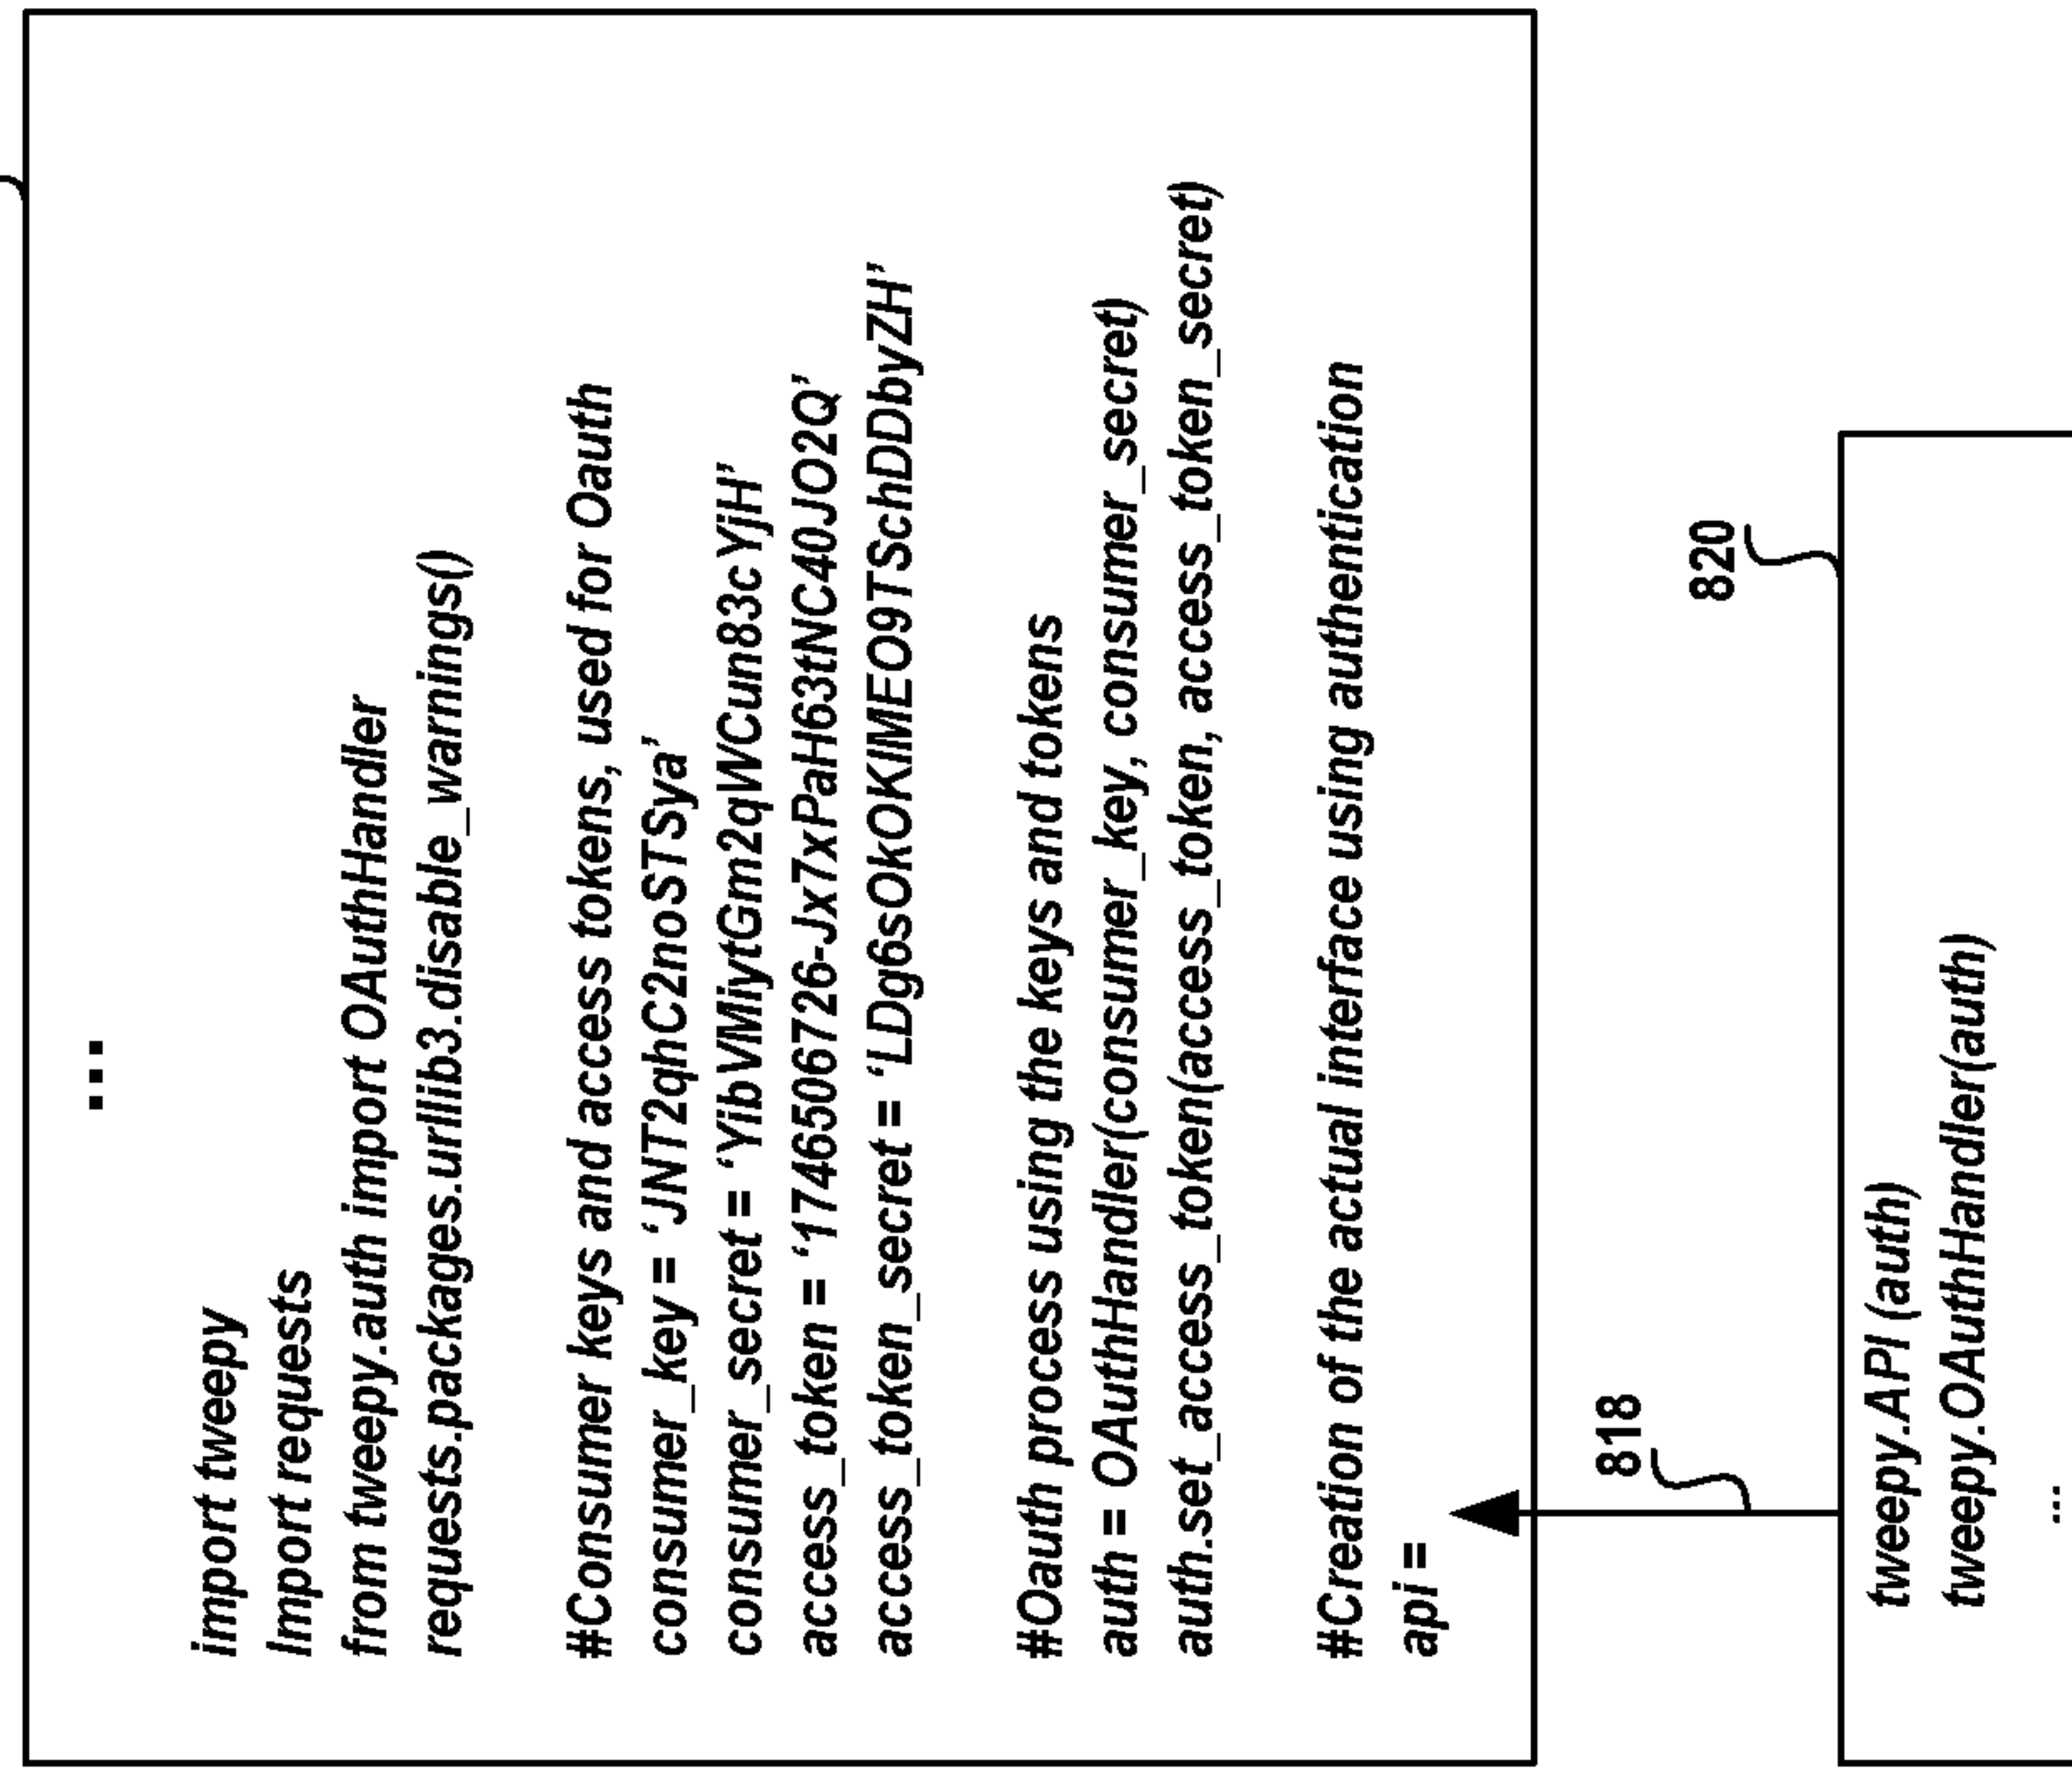 ...
import tweepy
import requests
from tweepy.auth import OAuthHandler
requests.packages.urllib3.disable_warnings()
#Consumer keys and access tokens, used for Oauth
consumer_key = ‘JNT2qhC2noSTSya’
consumer_secret = ‘YibVMiytGm2qWCun83cYjH’
access_token = ‘1746506726-Jx7xPaH63tNC40JO2Q’
access_token_secret = ‘LDg6sOkOKIMEO9TSchDDbyZH’
#Oauth process using the keys and tokens
auth = OAuthHandler(consumer_key, consumer_secret)
auth.set_access_token(access_token, access_token_secret)
#Creation of the actual interface using authentication
api =
818
820
tweepy.API (auth)
tweepy.OAuthHandler(auth)
...